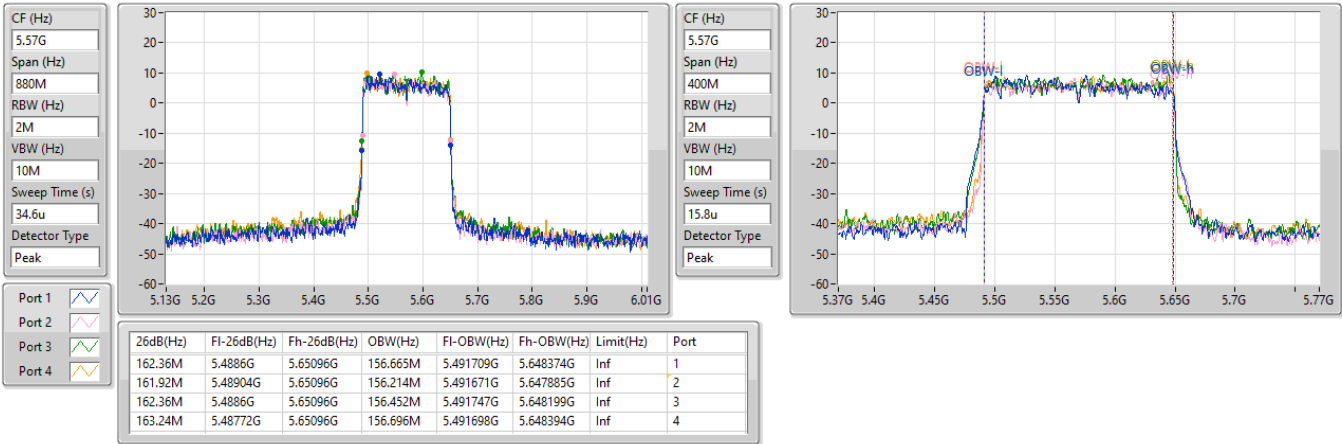 CF (Hz)
5.57G
Span (Hz)
880M
RBW (Hz)
2M
VBW (Hz)
10M
Sweep Time (s)
34.6u
Detector Type
Peak
30
20
10
0
-10
-20
-30
-40
-50
-60
5.13G 5.2G 5.3G 5.4G 5.5G 5.6G 5.7G 5.8G 5.9G 6.01G
CF (Hz)
5.57G
Span (Hz)
400M
RBW (Hz)
2M
VBW (Hz)
10M
Sweep Time (s)
15.8u
Detector Type
Peak
30
20
10
0
-10
-20
-30
-40
-50
-60
OBW-l OBW-h
5.37G 5.4G 5.45G 5.5G 5.55G 5.6G 5.65G 5.7G 5.77G
Port 1
Port 2
Port 3
Port 4
26dB(Hz) Fl-26dB(Hz) Fh-26dB(Hz) OBW(Hz) Fl-OBW(Hz) Fh-OBW(Hz) Limit(Hz) Port
162.36M 5.4886G 5.65096G 156.665M 5.491709G 5.648374G Inf 1
161.92M 5.48904G 5.65096G 156.214M 5.491671G 5.647885G Inf 2
162.36M 5.4886G 5.65096G 156.452M 5.491747G 5.648199G Inf 3
163.24M 5.48772G 5.65096G 156.696M 5.491698G 5.648394G Inf 4